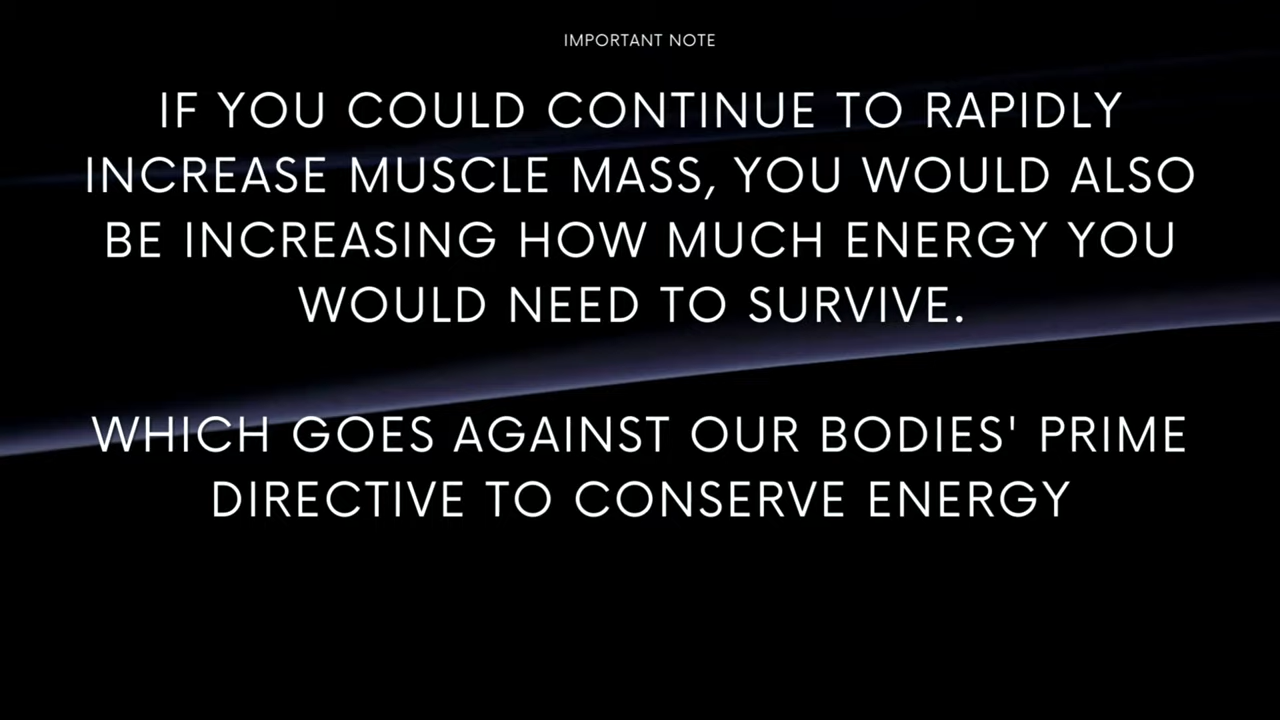 IMPORTANT NOTE
IF YOU COULD CONTINUE TO RAPIDLY
INCREASE MUSCLE MASS, YOU WOULD ALSO
BE INCREASING HOW MUCH ENERGY YOU
WOULD NEED TO SURVIVE.
WHICH GOES AGAINST OUR BODIES' PRIME
DIRECTIVE TO CONSERVE ENERGY